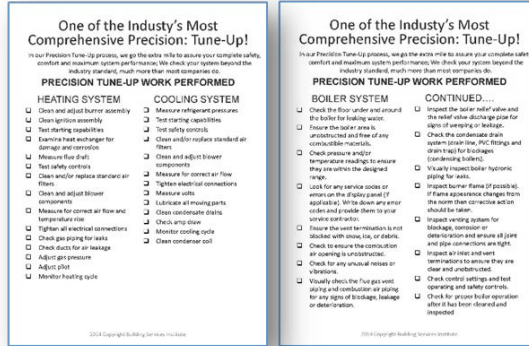 One of the Industy's Most
Comprehensive Precision: Tune-Up!
In our Precision Tune-Up process, we go the extra mile to assure your complete safety,
comfort and maximum system performance; We check your system beyond the
industry standard, much more than most companies do.
PRECISION TUNE-UP WORK PERFORMED
HEATING SYSTEM
Clean and adjust burner assembly
Clean ignition assembly
Test starting capabilities
Examine heat exchanger for
damage and corrosion
Measure flue draft
Test safety controls
Clean and/or replace standard air
filters
Clean and adjust blower
components
Measure for correct air flow and
temperature rise
Tighten all electrical connections
Check gas piping for leaks
Check ducts for air leakage
Adjust gas pressure
Adjust pilot
Monitor heating cycle
COOLING SYSTEM
Measure refrigerant pressures
Test starting capabilities
Test safety controls
Clean and/or replace standard air
filters
Clean and adjust blower
components
Measure for correct air flow
Tighten electrical connections
Measure volts
Lubricate all moving parts
Clean condensate drains
Check amp draw
Monitor cooling cycle
Clean condenser coil
2014 Copyright Building Services Institute
One of the Industy's Most
Comprehensive Precision: Tune-Up!
In our Precision Tune-Up process, we go the extra mile to assure your complete safety,
comfort and maximum system performance; We check your system beyond the
industry standard, much more than most companies do.
PRECISION TUNE-UP WORK PERFORMED
BOILER SYSTEM
Check the floor under and around
the boiler for leaking water.
Ensure the boiler area is
unobstructed and free of any
combustible materials.
Check pressure and/or
temperature readings to ensure
they are within the designed
range.
Look for any service codes or
errors on the display panel (if
applicable). Write down any error
codes and provide them to your
service contractor.
Ensure the vent termination is not
blocked with snow, ice, or debris.
Check to ensure the combustion
air opening is unobstructed.
Check for any unusual noises or
vibrations.
Visually check the flue gas vent
piping and combustion air piping
for any signs of blockage, leakage
or deterioration.
CONTINUED….
Inspect the boiler relief valve and
the relief valve discharge pipe for
signs of weeping or leakage.
Check the condensate drain
system (drain line, PVC fittings and
drain trap) for blockages
(condensing boilers).
Visually inspect boiler hydronic
piping for leaks.
Inspect burner flame (if possible).
If flame appearance changes from
the norm than corrective action
should be taken.
Inspect venting system for
blockage, corrosion or
deterioration and ensure all joint
and pipe connections are tight.
Inspect air inlet and vent
terminations to ensure they are
clear and unobstructed.
Check control settings and test
operating and safety controls.
Check for proper boiler operation
after it has been cleaned and
inspected
2014 Copyright Building Services Institute